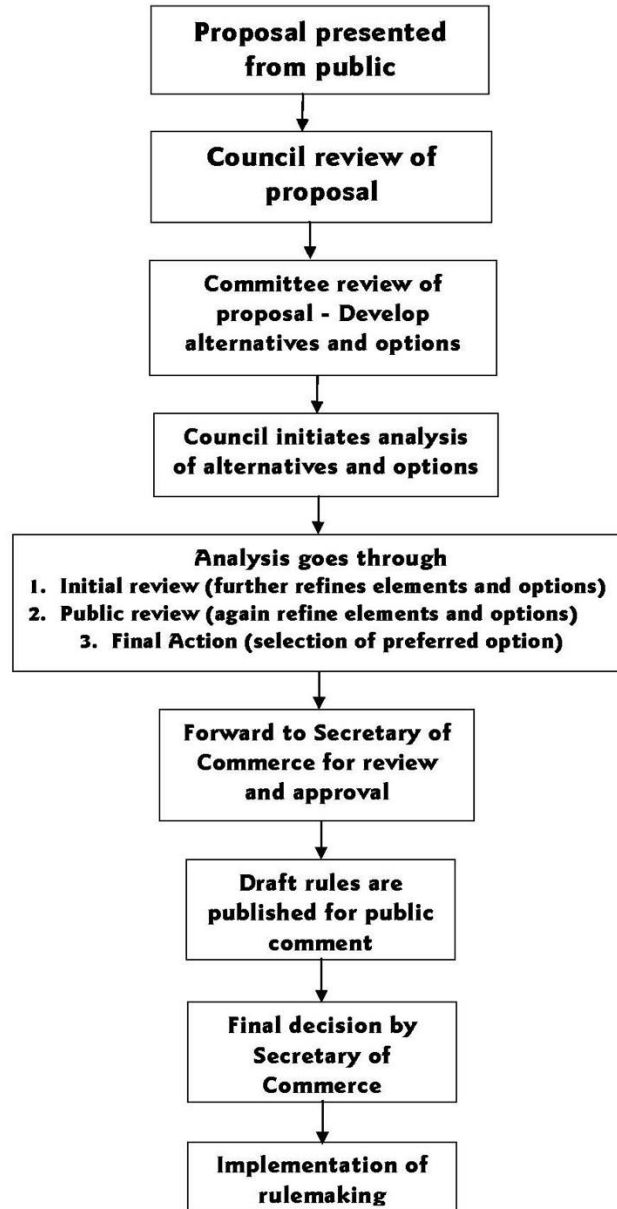 Proposal presented
from public
Council review of
proposal
Committee review of
proposal - Develop
alternatives and options
Council initiates analysis
of alternatives and options
Analysis goes through
1. Initial review (further refines elements and options)
2. Public review (again refine elements and options)
3. Final Action (selection of preferred option)
Forward to Secretary of
Commerce for review
and approval
Draft rules are
published for public
comment
Final decision by
Secretary of
Commerce
Implementation of
rulemaking